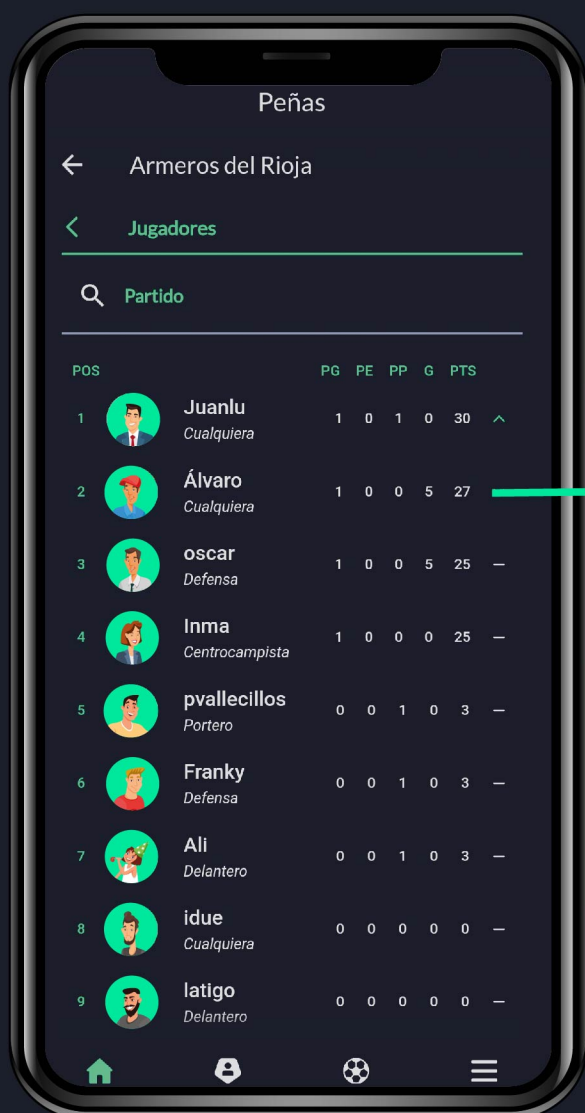 Peñas
Armeros del Rioja
Jugadores
Partido
POS PG PE PP G PTS
1 Juanlu 1 0 1 0 30
Cualquiera
2 Álvaro 1 0 0 5 27
Cualquiera
3 oscar 1 0 0 5 25
Defensa
4 Inma 1 0 0 0 25
Centrocampista
5 pvallecillos 0 0 1 0 3
Portero
6 Franky 0 0 1 0 3
Defensa
7 Ali 0 0 1 0 3
Delantero
8 idue 0 0 0 0 0
Cualquiera
9 latigo 0 0 0 0 0
Delantero